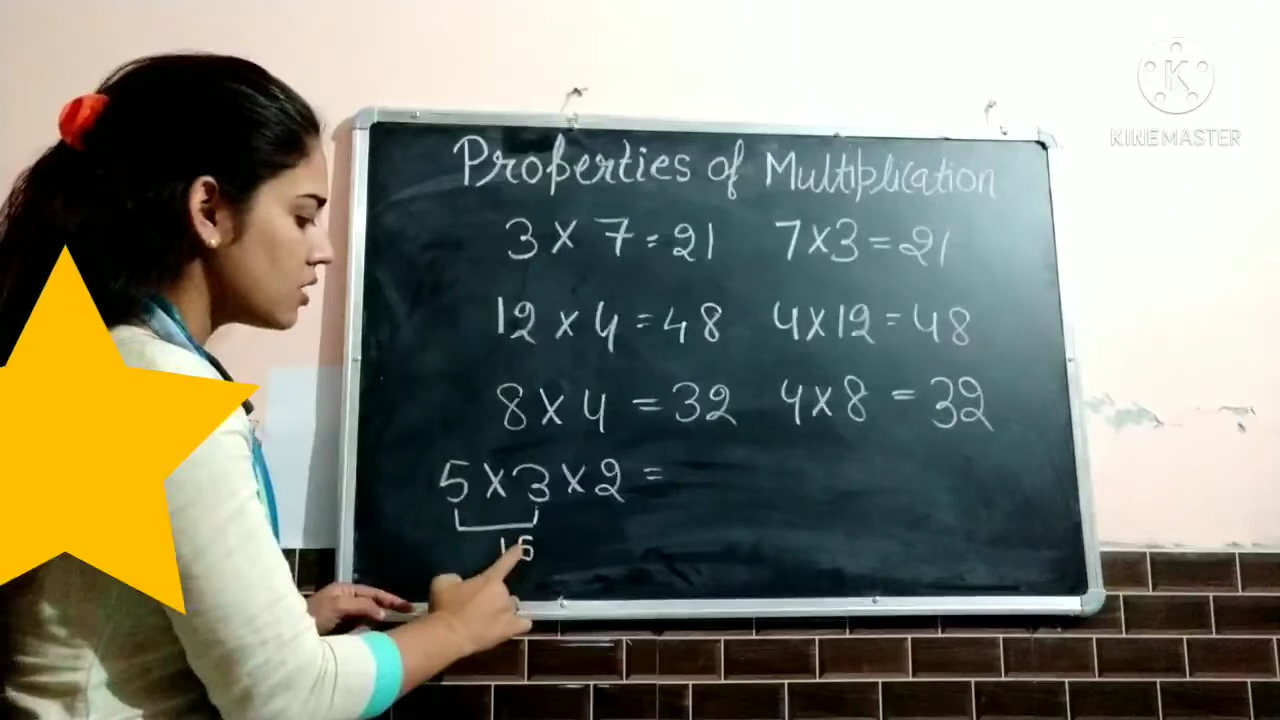 Properties of Multiplication
3 x 7 = 21 7 x 3 = 21
12 x 4 = 48 4 x 12 = 48
8 x 4 = 32 4 x 8 = 32
5 x 3 x 2 =
15
KINEMASTER